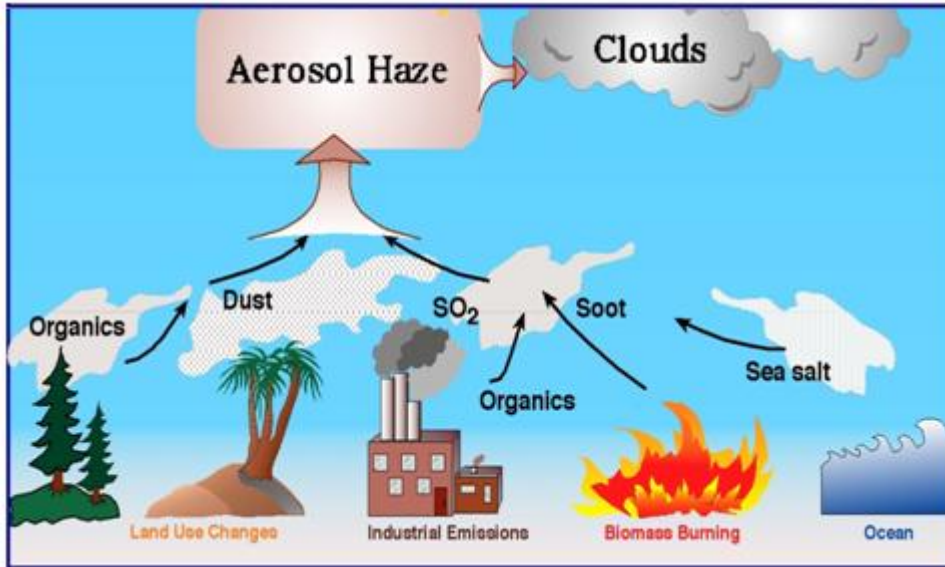 Aerosol Haze
Clouds
Organics
Dust
SO₂
Soot
Organics
Sea salt
Land Use Changes
Industrial Emissions
Biomass Burning
Ocean